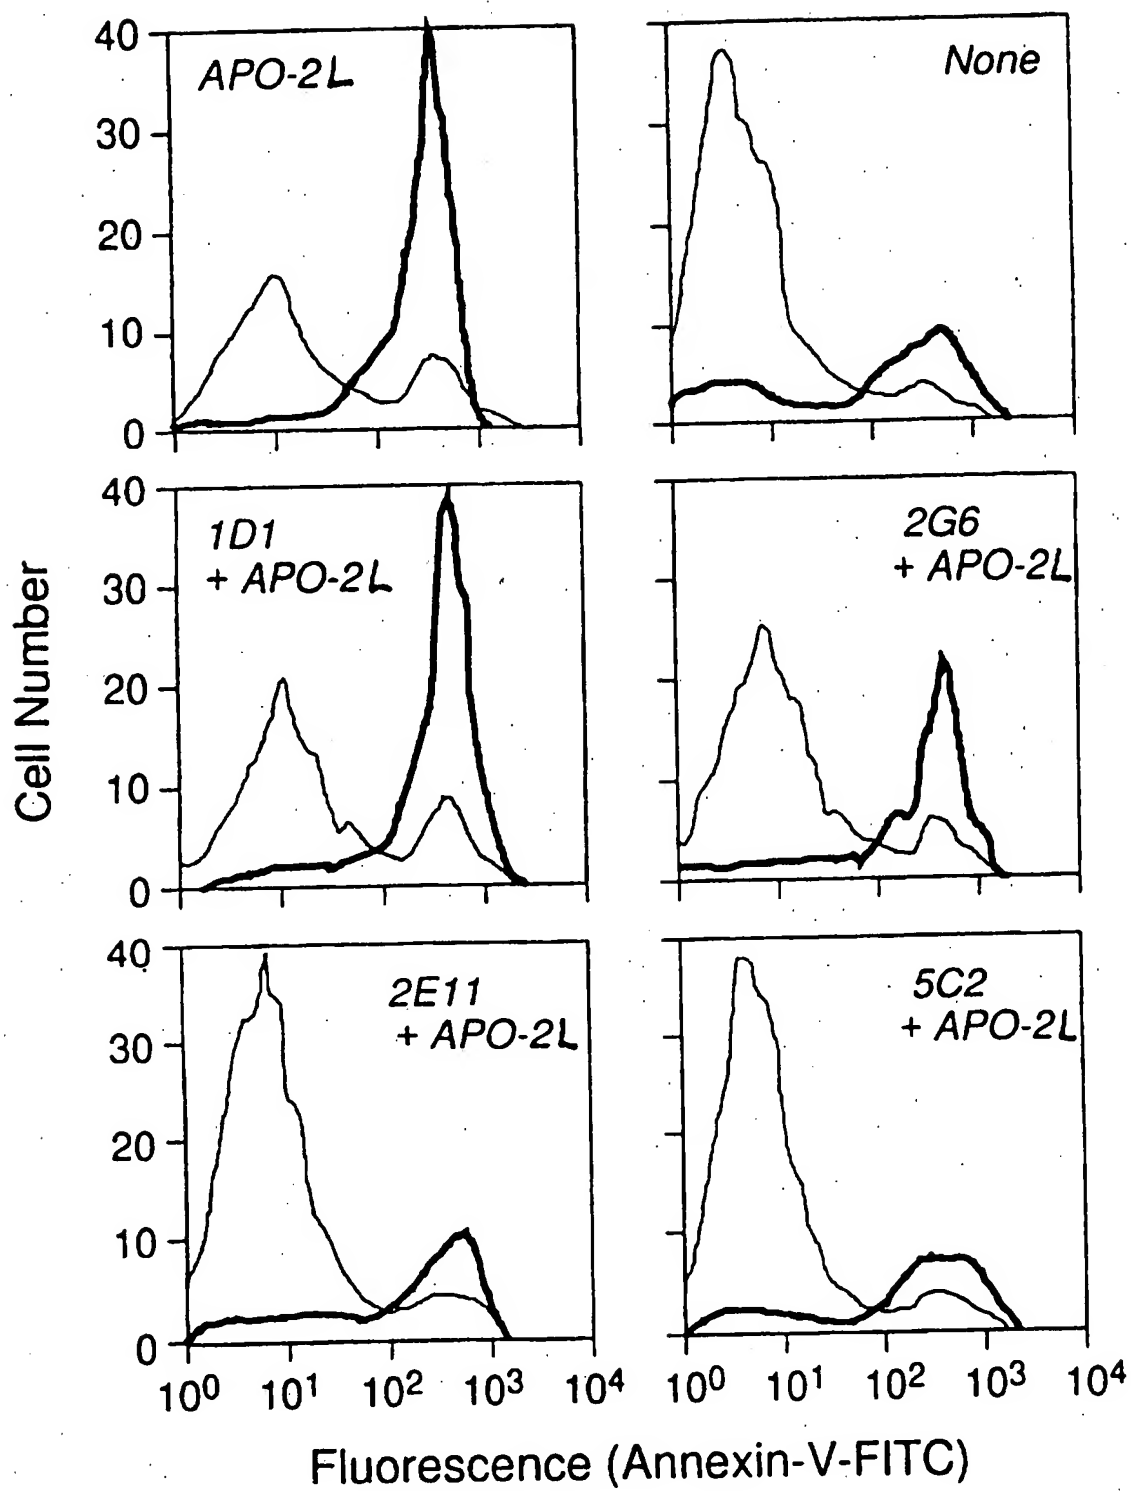 40
30
20
10
0
APO-2L
None
Cell Number
40
30
20
10
0
1D1
+ APO-2L
2G6
+ APO-2L
40
30
20
10
0
2E11
+ APO-2L
5C2
+ APO-2L
10⁰ 10¹ 10² 10³ 10⁴
10⁰ 10¹ 10² 10³ 10⁴
Fluorescence (Annexin-V-FITC)